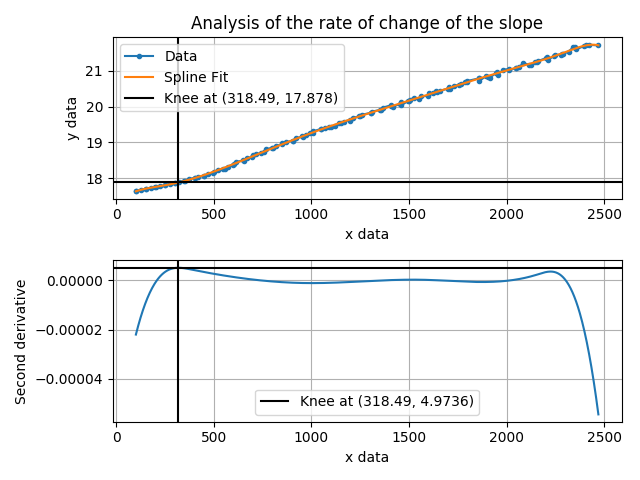 Analysis of the rate of change of the slope
Data
Spline Fit
Knee at (318.49, 17.878)
y data
21
20
19
18
0
500
1000
1500
2000
2500
x data
Second derivative
0.00000
−0.00002
−0.00004
Knee at (318.49, 4.9736)
0
500
1000
1500
2000
2500
x data